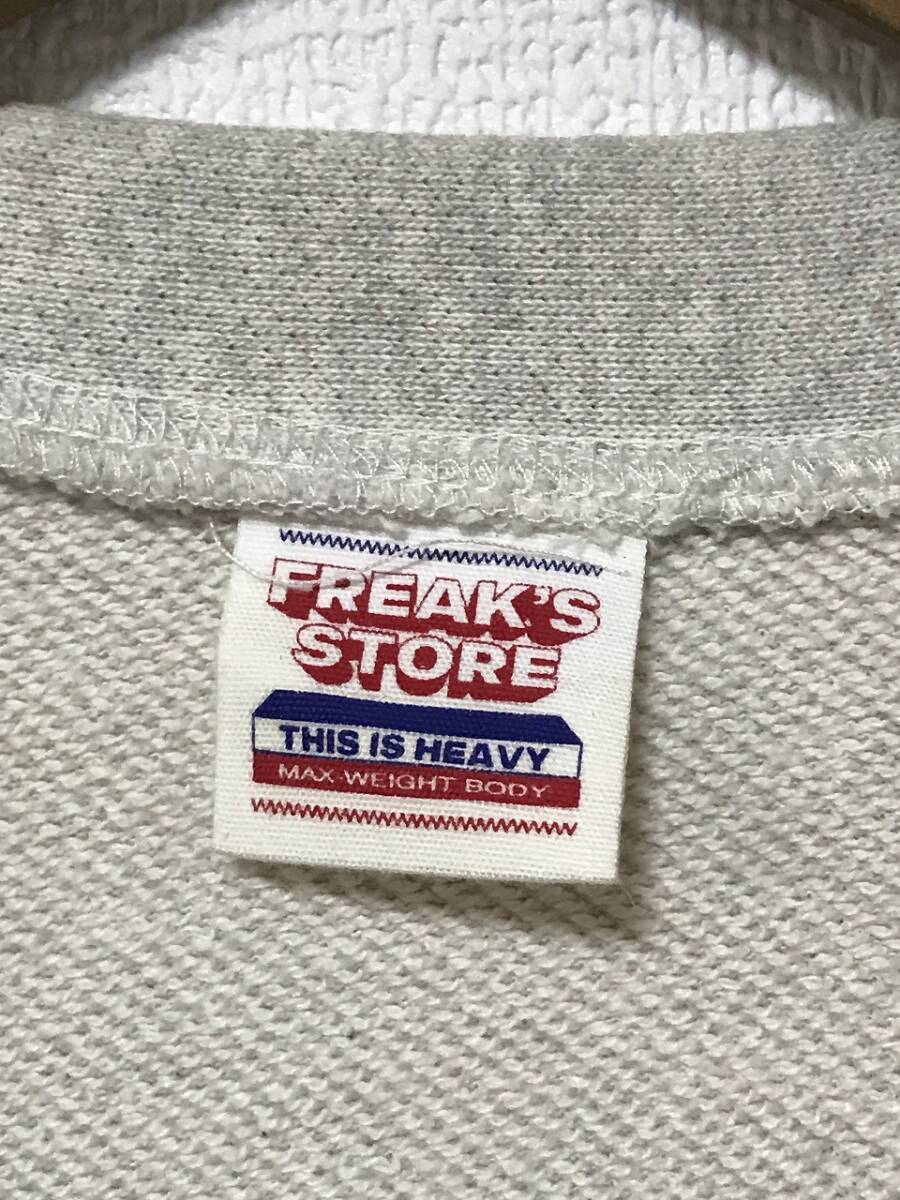 FREAK'S
STORE
THIS IS HEAVY
MAX-WEIGHT BODY